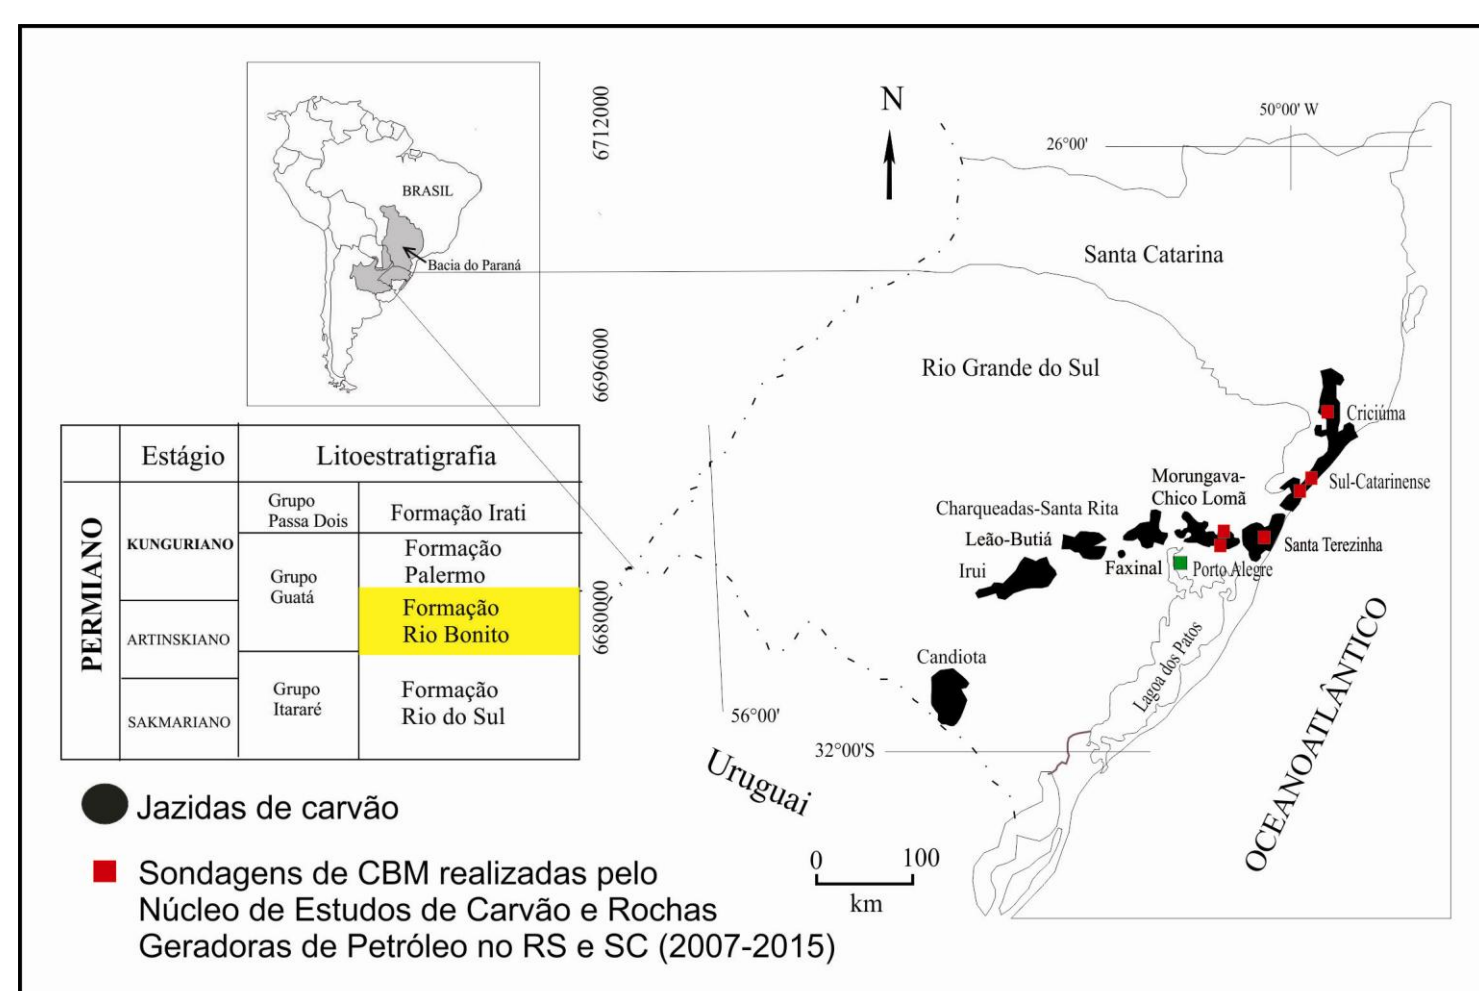 BRASIL
Bacia do Paraná
6712000
6696000
6680000
N
50°00' W
26°00'
Santa Catarina
Rio Grande do Sul
Criciúma
Morungava-
Chico Lomã
Sul-Catarinense
Charqueadas-Santa Rita
Leão-Butiá
Santa Terezinha
Irui
Faxinal
Porto Alegre
Candiota
Lagoa dos Patos
56°00'
32°00'S
Uruguai
OCEANOATLÂNTICO
0 100
km
Estágio Litoestratigrafia
PERMIANO
KUNGURIANO
ARTINSKIANO
SAKMARIANO
Grupo
Passa Dois
Formação Irati
Grupo
Guatá
Formação
Palermo
Formação
Rio Bonito
Grupo
Itararé
Formação
Rio do Sul
Jazidas de carvão
Sondagens de CBM realizadas pelo
Núcleo de Estudos de Carvão e Rochas
Geradoras de Petróleo no RS e SC (2007-2015)